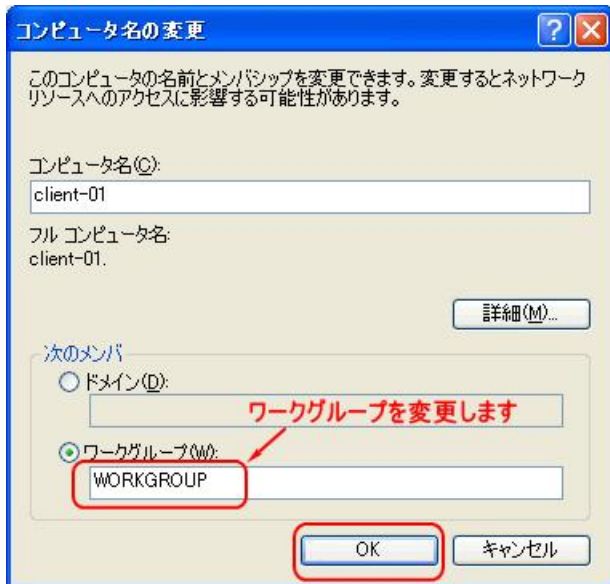 コンピュータ名の変更
このコンピュータの名前とメンバシップを変更できます。変更するとネットワーク
リソースへのアクセスに影響する可能性があります。
コンピュータ名(C):
client-01
フル コンピュータ名:
client-01.
詳細(M)...
次のメンバ
ドメイン(D):
ワークグループを変更します
ワークグループ(W):
WORKGROUP
OK
キャンセル